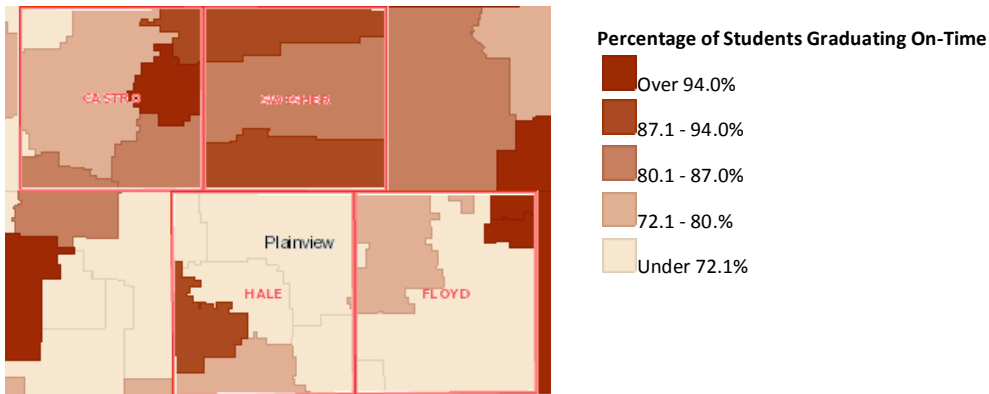 CASTRO
SWISHER
Plainview
HALE
FLOYD
Percentage of Students Graduating On-Time
Over 94.0%
87.1 - 94.0%
80.1 - 87.0%
72.1 - 80.%
Under 72.1%